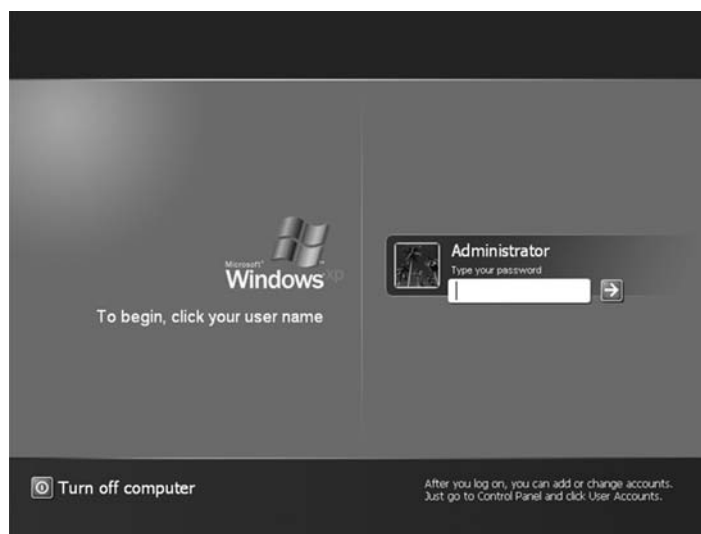 Microsoft®
Windows xp
To begin, click your user name
Administrator
Type your password
Turn off computer
After you log on, you can add or change accounts.
Just go to Control Panel and click User Accounts.